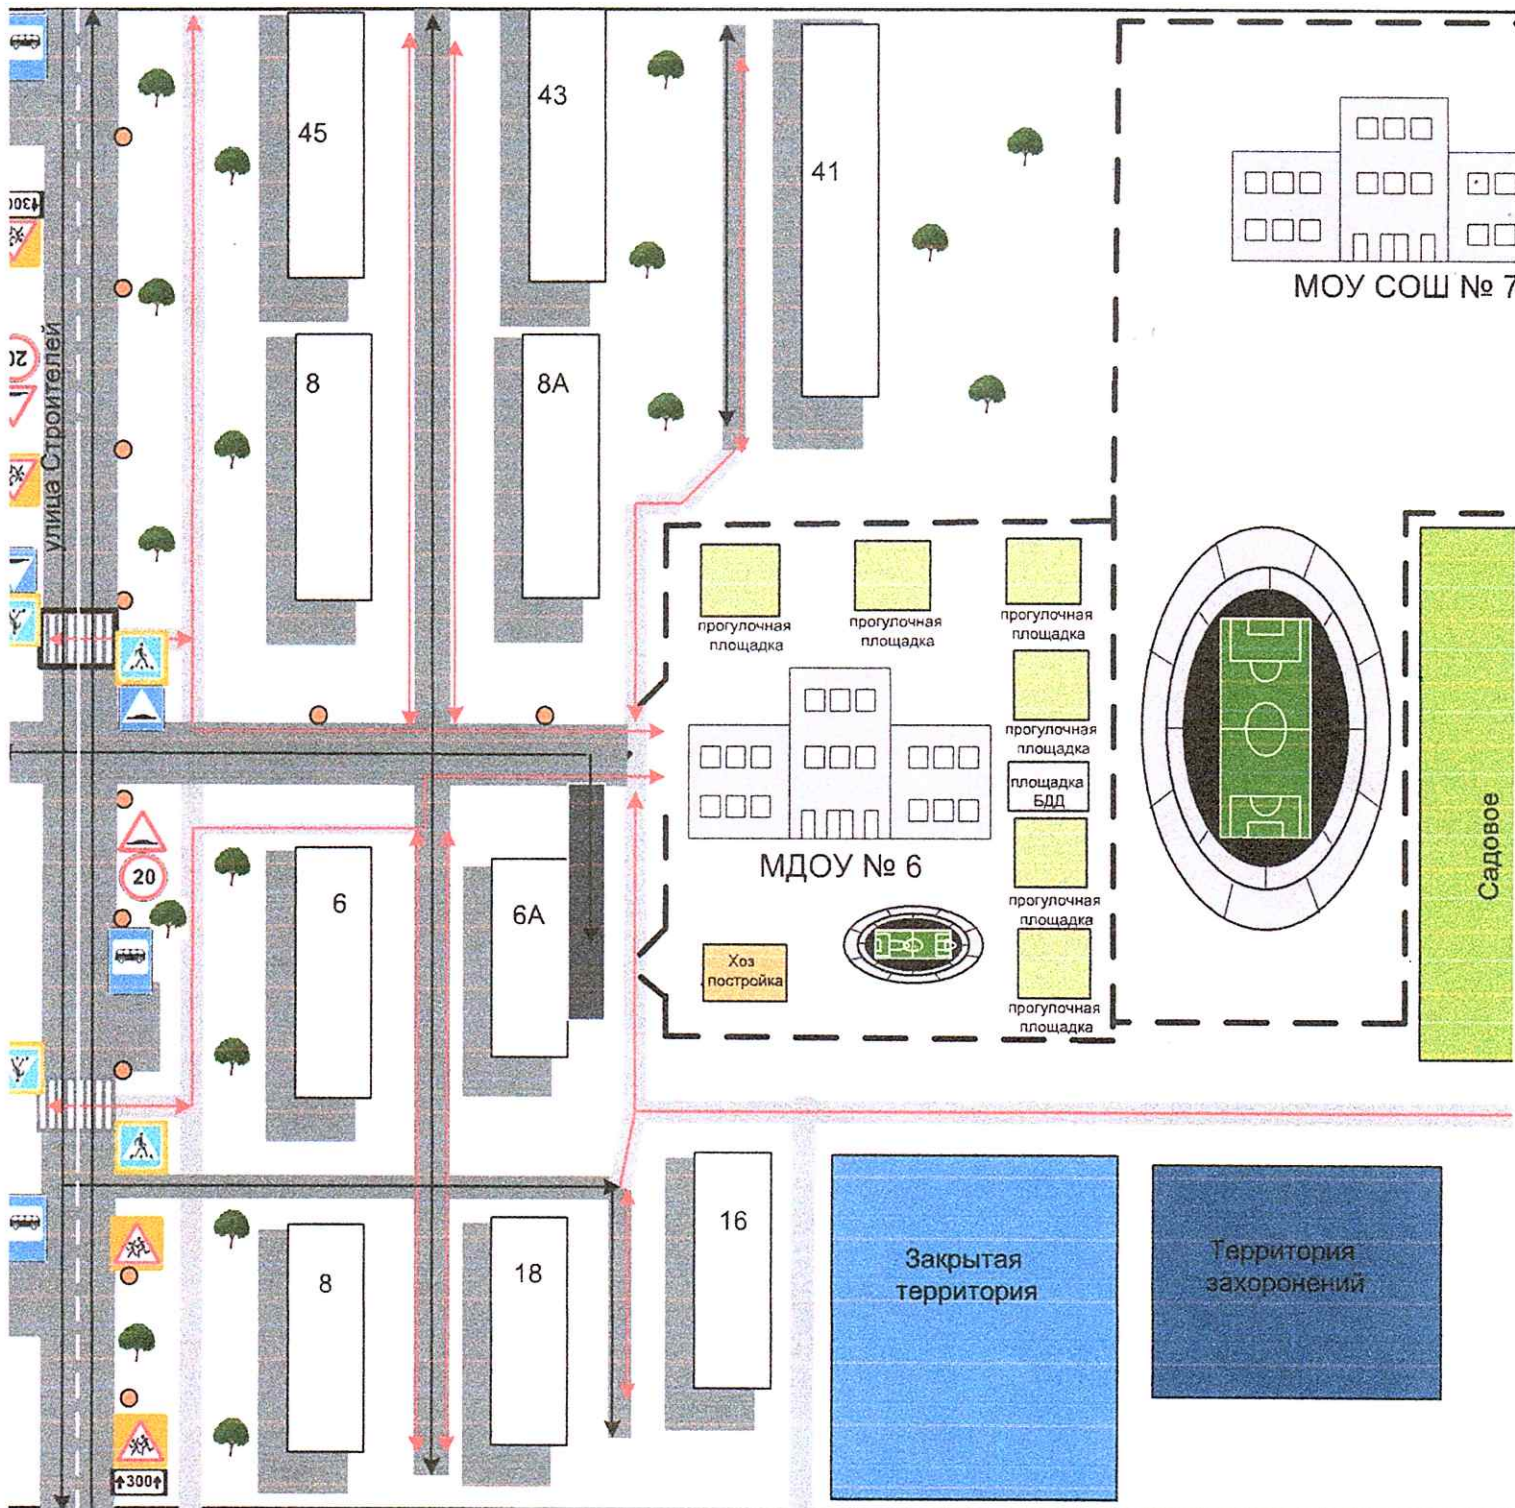 45
43
41
МОУ СОШ № 7
300
20
улица Строителей
8
8А
прогулочная
площадка
прогулочная
площадка
прогулочная
площадка
прогулочная
площадка
площадка
БДД
МДОУ № 6
прогулочная
площадка
Садовое
20
6
6А
Хоз
постройка
прогулочная
площадка
16
Закрытая
территория
Территория
захоронений
8
18
300